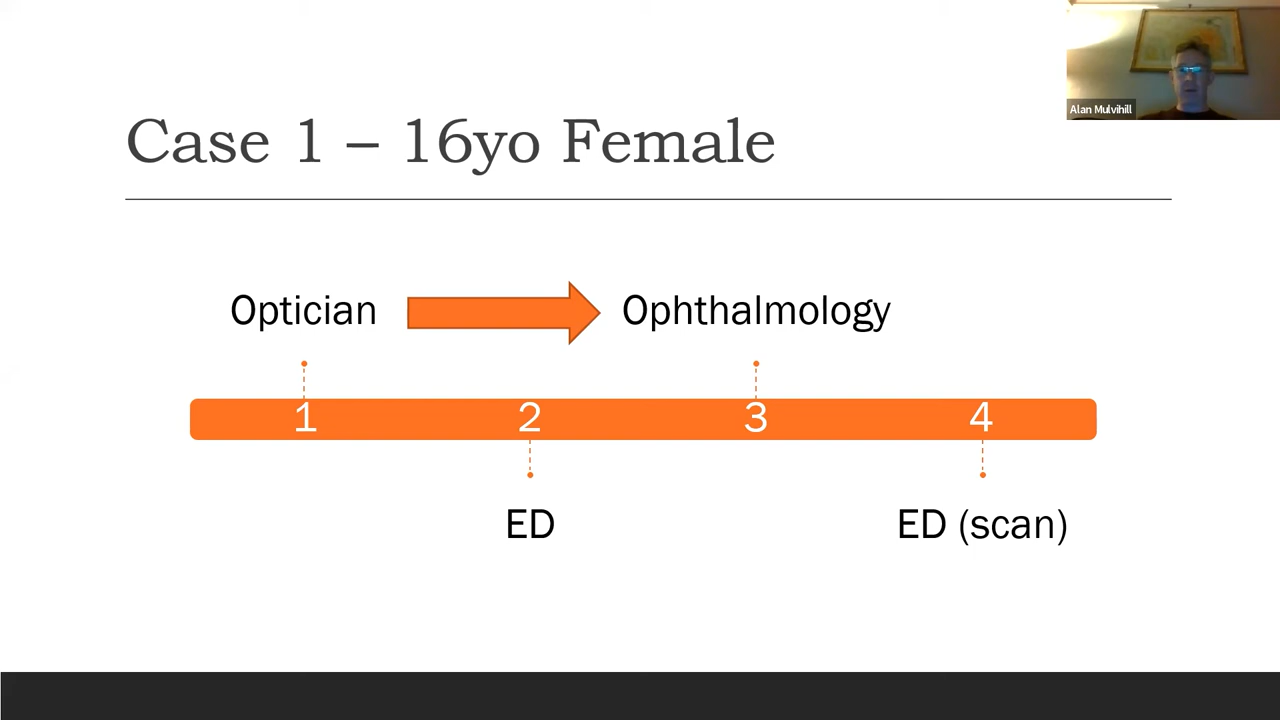 Alan Mulvihill
Case 1 – 16yo Female
Optician
Ophthalmology
1
2
3
4
ED
ED (scan)